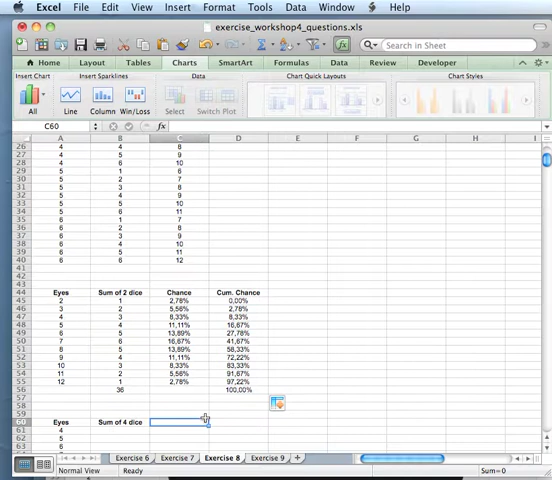 Excel File Edit View Insert Format Tools Data Window Help
exercise_workshop4_questions.xls
Search in Sheet
Home Layout Tables Charts SmartArt Formulas Data Review Developer
Insert Chart Insert Sparklines Data Chart Quick Layouts Chart Styles
All Line Column Win/Loss Select Switch Plot
C60 fx
A B C D E F G H I
26 4 4 8
27 4 5 9
28 4 6 10
29 5 1 6
30 5 2 7
31 5 3 8
32 5 4 9
33 5 5 10
34 5 6 11
35 6 1 7
36 6 2 8
37 6 3 9
38 6 4 10
39 6 5 11
40 6 6 12
41
42
43
44 Eyes Sum of 2 dice Chance Cum. Chance
45 2 1 2,78% 0,00%
46 3 2 5,56% 2,78%
47 4 3 8,33% 8,33%
48 5 4 11,11% 16,67%
49 6 5 13,89% 27,78%
50 7 6 16,67% 41,67%
51 8 5 13,89% 58,33%
52 9 4 11,11% 72,22%
53 10 3 8,33% 83,33%
54 11 2 5,56% 91,67%
55 12 1 2,78% 97,22%
56 36 100,00%
57
58
59
60 Eyes Sum of 4 dice
61 4
62 5
63 6
Exercise 6 Exercise 7 Exercise 8 Exercise 9 +
Normal View Ready Sum=0